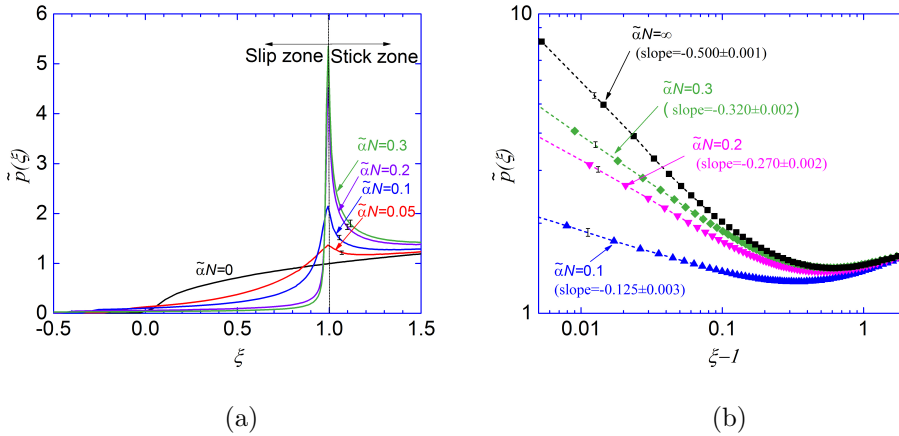 6
5
4
3
2
1
0
-0.5
0.0
0.5
1.0
1.5
p̃(ξ)
ξ
Slip zone
Stick zone
α̃N=0.3
α̃N=0.2
α̃N=0.1
α̃N=0.05
α̃N=0
(a)
10
1
0.01
0.1
1
p̃(ξ)
ξ−1
α̃N=∞
(slope=-0.500±0.001)
α̃N=0.3
( slope=-0.320±0.002)
α̃N=0.2
(slope=-0.270±0.002)
α̃N=0.1
(slope=-0.125±0.003)
(b)